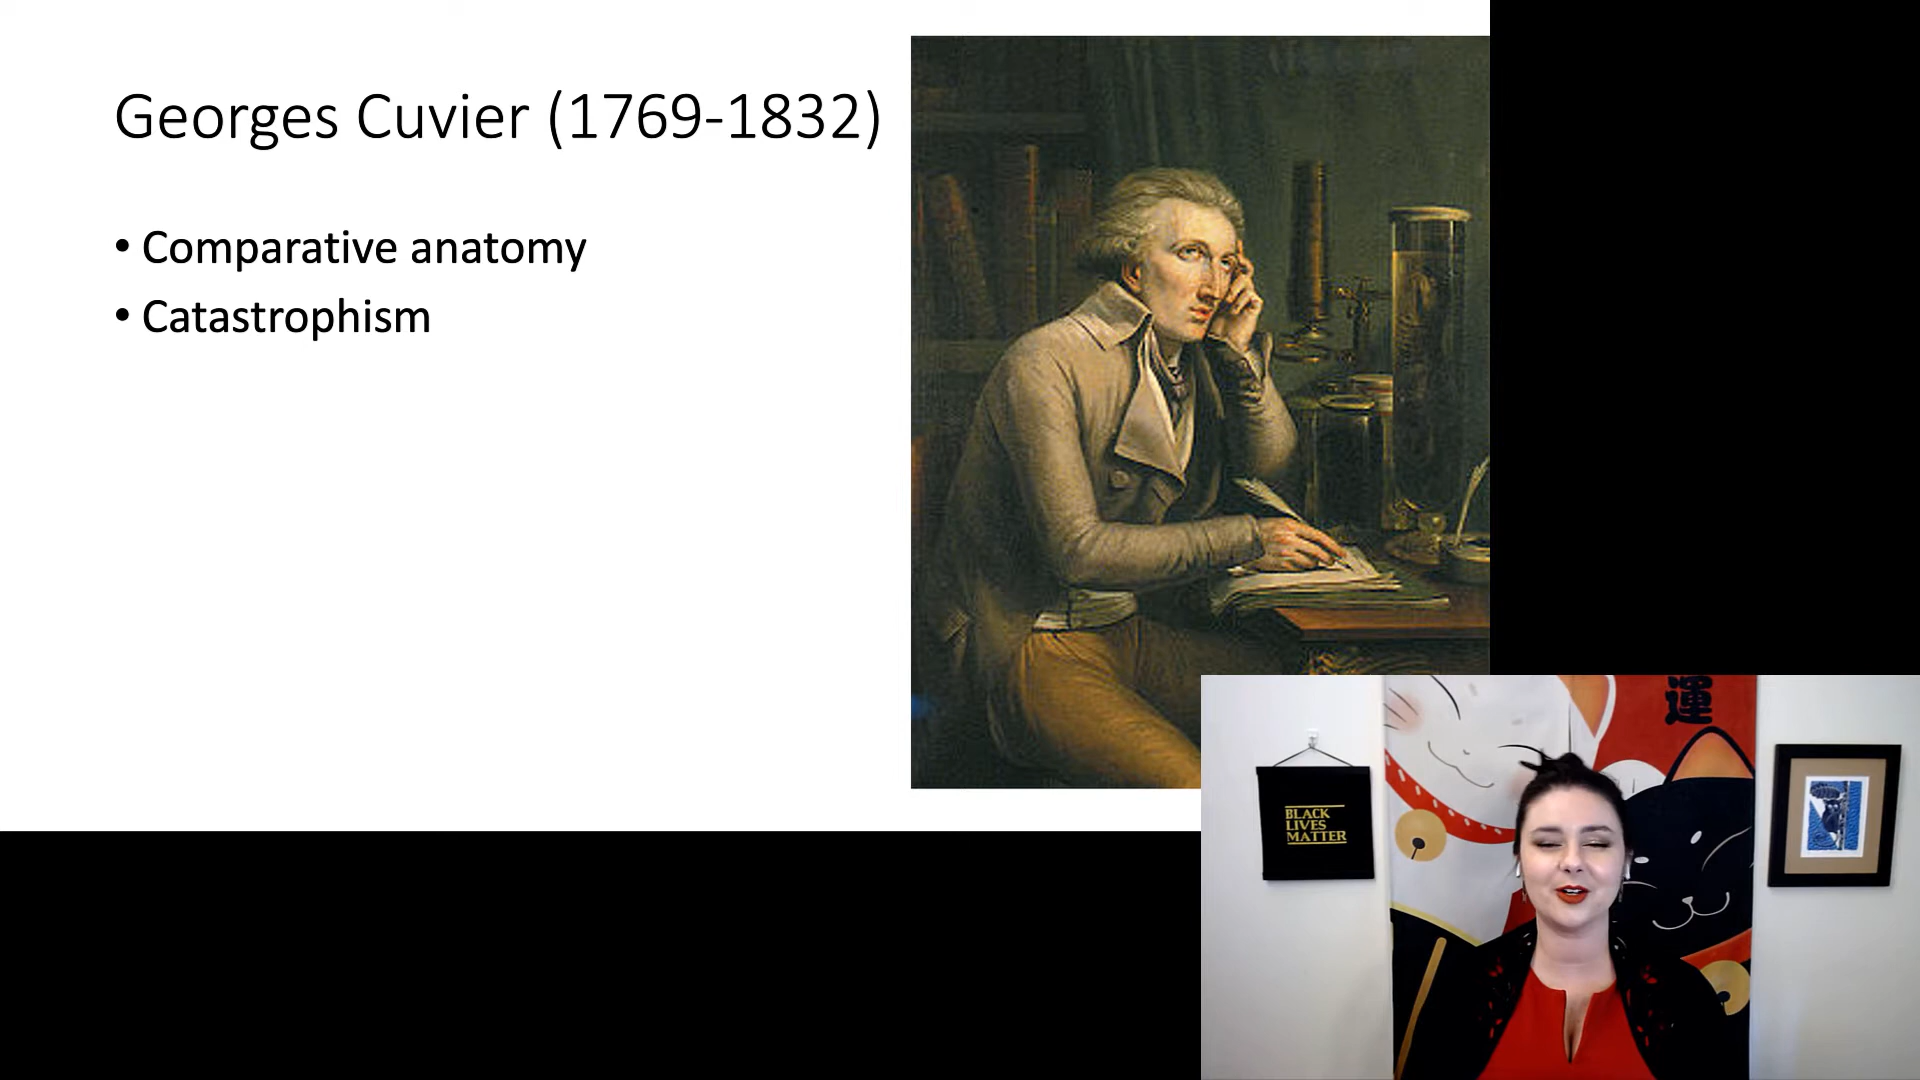 Georges Cuvier (1769-1832)
• Comparative anatomy
• Catastrophism
運
BLACK
LIVES
MATTER